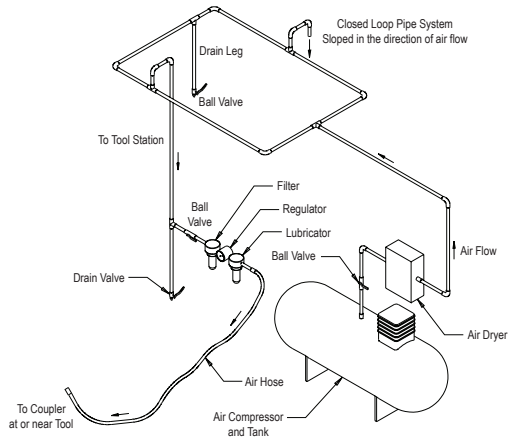 Closed Loop Pipe System
Sloped in the direction of air flow
Drain Leg
Ball Valve
To Tool Station
Filter
Ball
Valve
Regulator
Lubricator
Ball Valve
Air Flow
Drain Valve
Air Dryer
Air Hose
To Coupler
at or near Tool
Air Compressor
and Tank